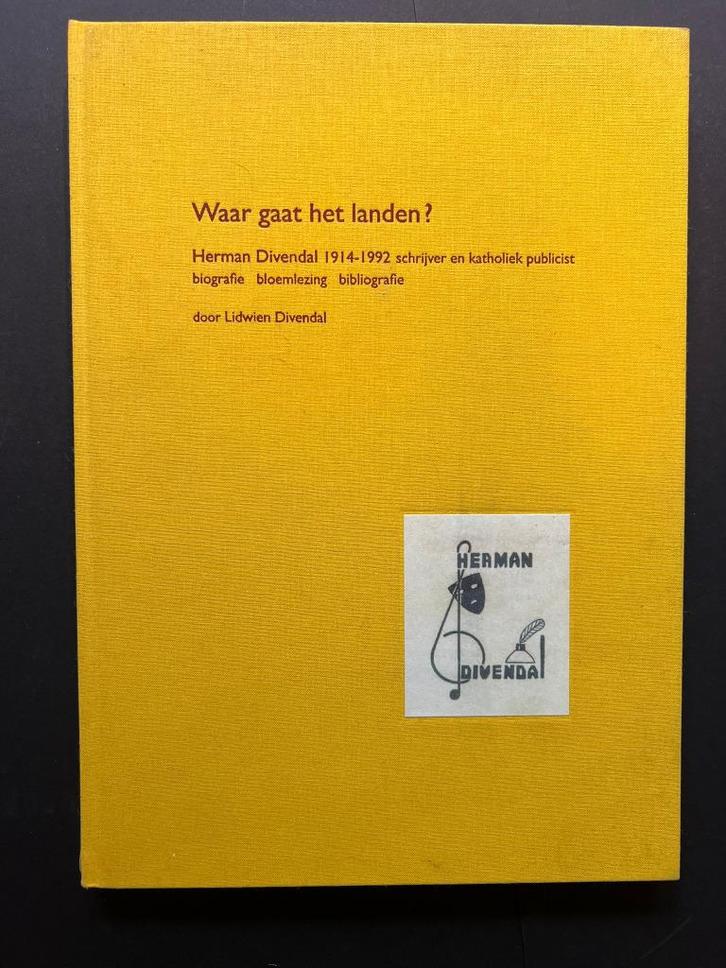 Waar gaat het landen?
Herman Divendal 1914-1992 schrijver en katholiek publicist
biografie bloemlezing bibliografie
door Lidwien Divendal
HERMAN
DIVENDAl